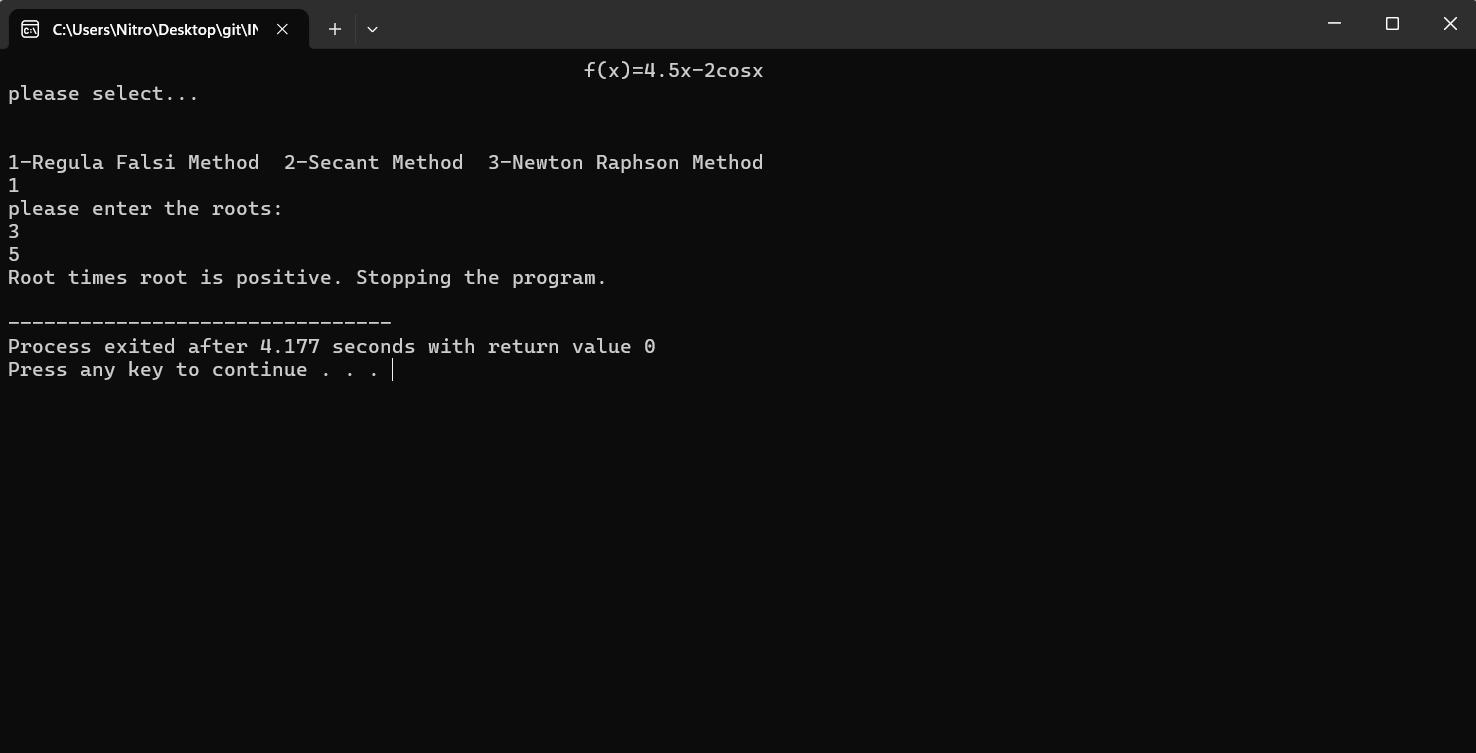 C:\Users\Nitro\Desktop\git\IN
f(x)=4.5x-2cosx
please select...
1-Regula Falsi Method  2-Secant Method  3-Newton Raphson Method
1
please enter the roots:
3
5
Root times root is positive. Stopping the program.
--------------------------------
Process exited after 4.177 seconds with return value 0
Press any key to continue . . .